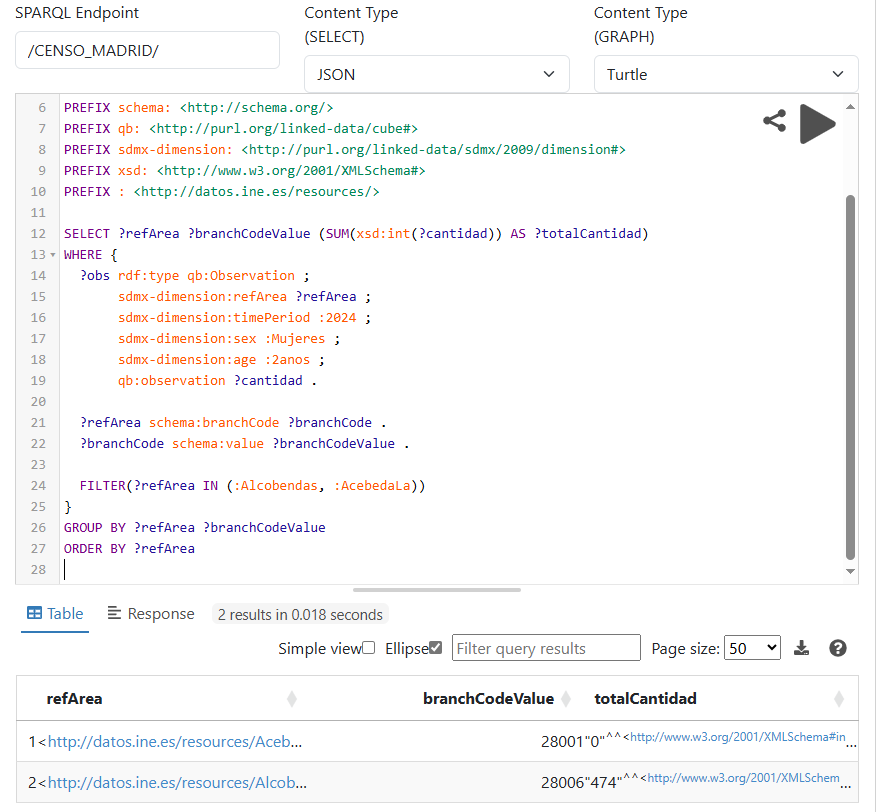 SPARQL Endpoint
Content Type
(SELECT)
Content Type
(GRAPH)
/CENSO_MADRID/
JSON
Turtle
6 PREFIX schema: <http://schema.org/>
7 PREFIX qb: <http://purl.org/linked-data/cube#>
8 PREFIX sdmx-dimension: <http://purl.org/linked-data/sdmx/2009/dimension#>
9 PREFIX xsd: <http://www.w3.org/2001/XMLSchema#>
10 PREFIX : <http://datos.ine.es/resources/>
11
12 SELECT ?refArea ?branchCodeValue (SUM(xsd:int(?cantidad)) AS ?totalCantidad)
13 WHERE {
14 ?obs rdf:type qb:Observation ;
15 sdmx-dimension:refArea ?refArea ;
16 sdmx-dimension:timePeriod :2024 ;
17 sdmx-dimension:sex :Mujeres ;
18 sdmx-dimension:age :2anos ;
19 qb:observation ?cantidad .
20
21 ?refArea schema:branchCode ?branchCode .
22 ?branchCode schema:value ?branchCodeValue .
23
24 FILTER(?refArea IN (:Alcobendas, :AcebedaLa))
25 }
26 GROUP BY ?refArea ?branchCodeValue
27 ORDER BY ?refArea
28
Table Response 2 results in 0.018 seconds
Simple view Ellipse Filter query results Page size: 50
refArea branchCodeValue totalCantidad
1 <http://datos.ine.es/resources/Aceb... 28001 "0"^^<http://www.w3.org/2001/XMLSchema#in...
2 <http://datos.ine.es/resources/Alcob... 28006 "474"^^<http://www.w3.org/2001/XMLSchem...